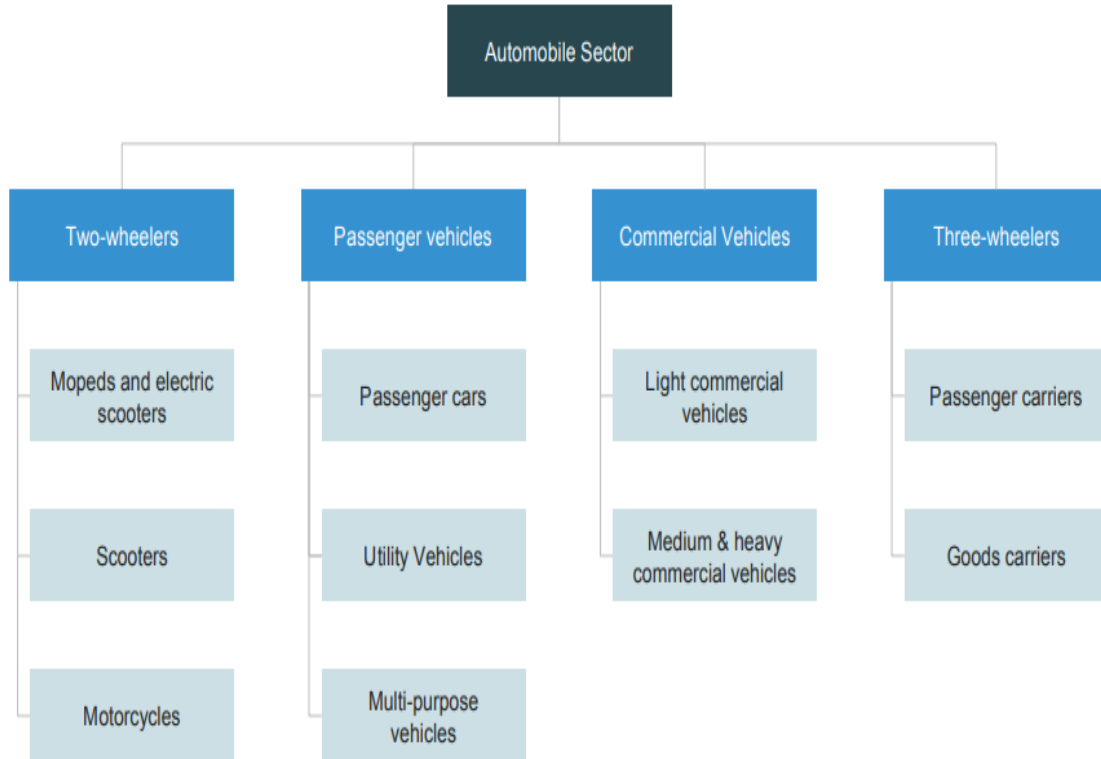 Automobile Sector
Two-wheelers
Passenger vehicles
Commercial Vehicles
Three-wheelers
Mopeds and electric
scooters
Passenger cars
Light commercial
vehicles
Passenger carriers
Scooters
Utility Vehicles
Medium & heavy
commercial vehicles
Goods carriers
Motorcycles
Multi-purpose
vehicles